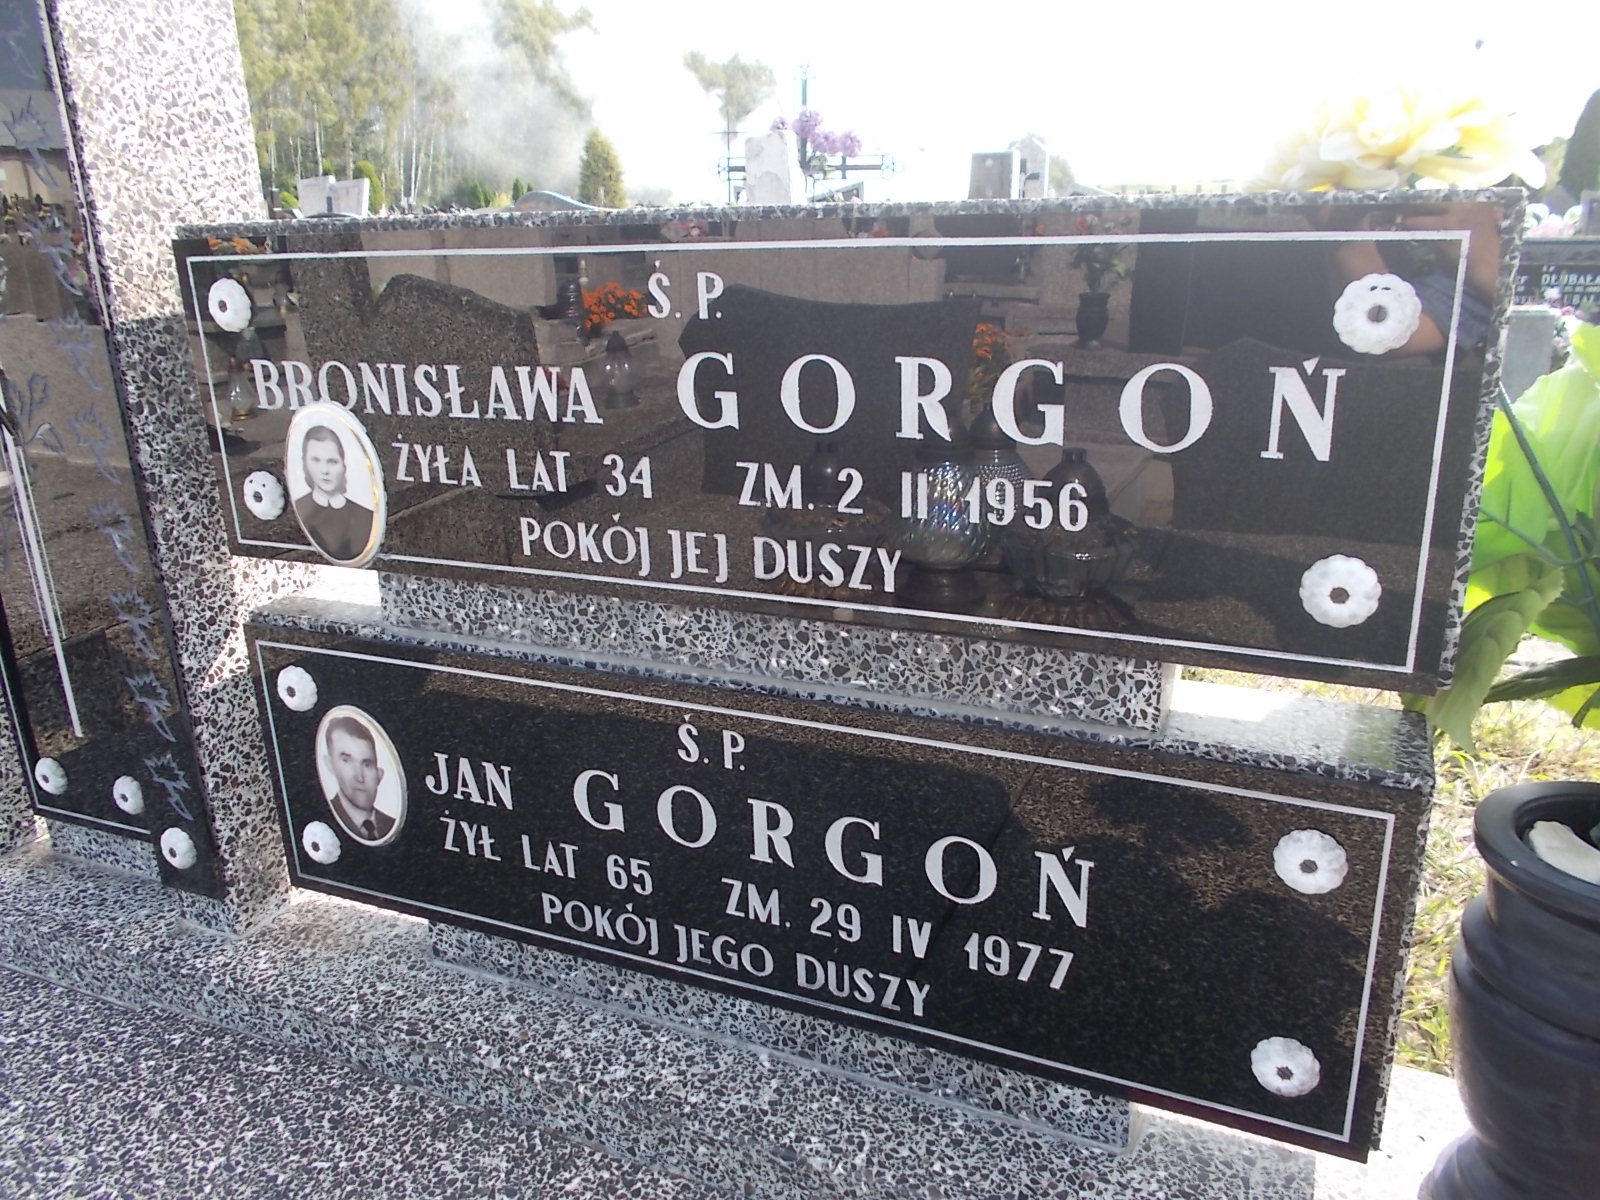 Ś. P.
BRONISŁAWA GORGOŃ
ŻYŁA LAT 34 ZM. 2 II 1956
POKÓJ JEJ DUSZY
Ś. P.
JAN GORGOŃ
ŻYŁ LAT 65 ZM. 29 IV 1977
POKÓJ JEGO DUSZY
DŁUBAŁA